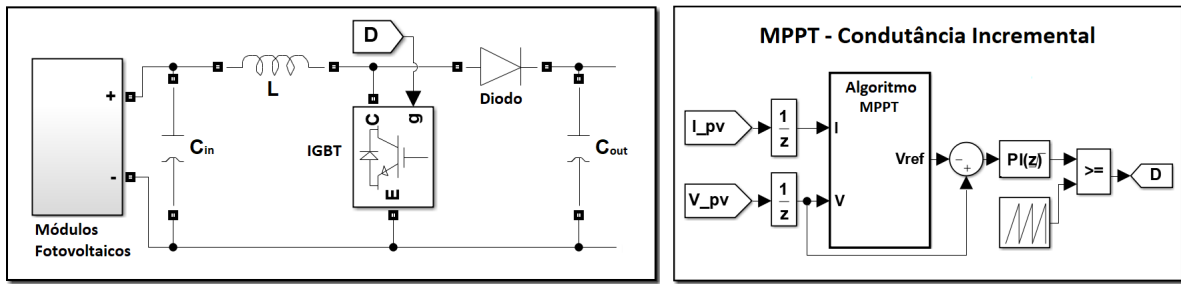 D
+
-
L
Diodo
C
g
E
IGBT
Cin
Cout
Módulos
Fotovoltaicos
MPPT - Condutância Incremental
Algoritmo
MPPT
I_pv
1
z
I
Vref
-
+
PI(z)
>=
D
V_pv
1
z
V